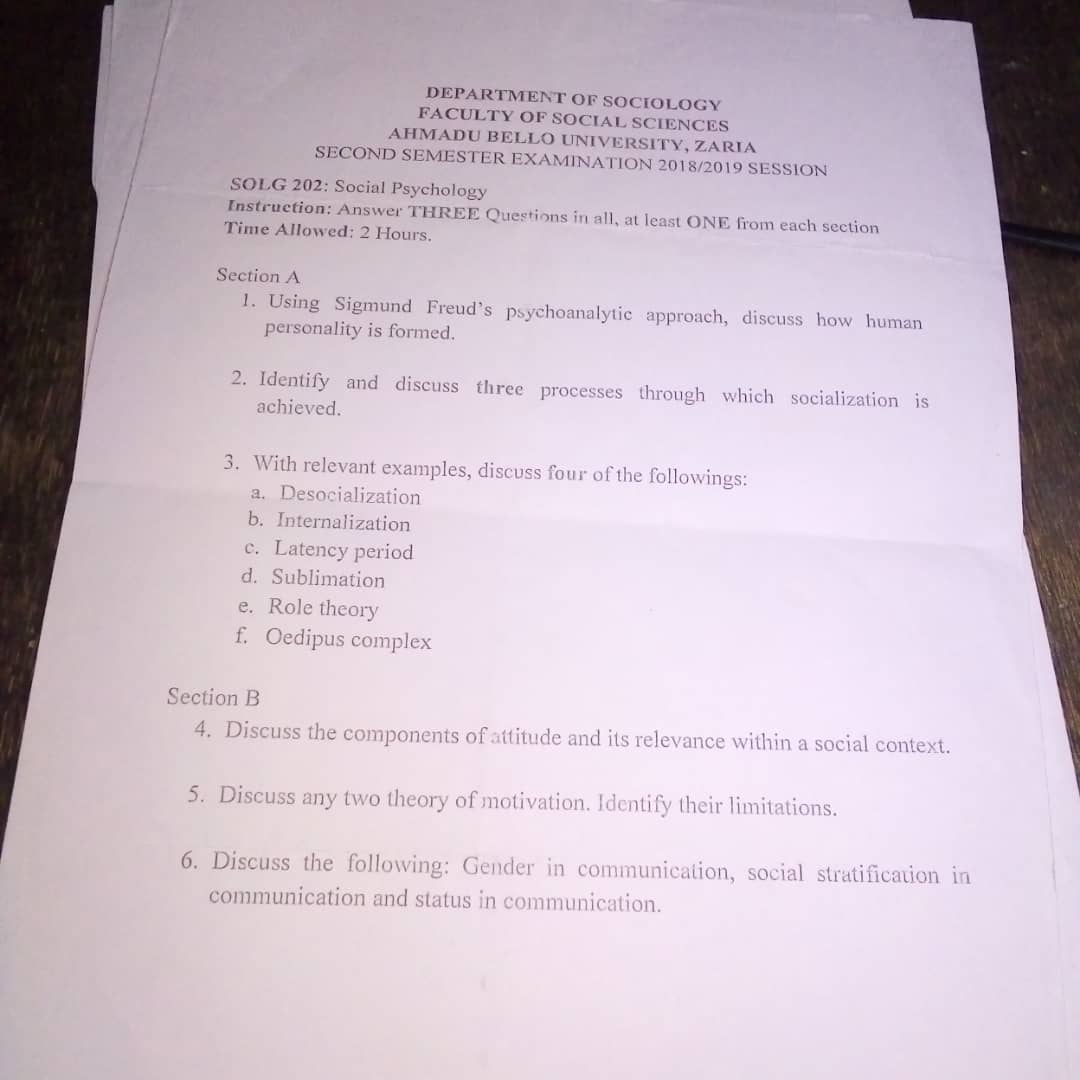 DEPARTMENT OF SOCIOLOGY
FACULTY OF SOCIAL SCIENCES
AHMADU BELLO UNIVERSITY, ZARIA
SECOND SEMESTER EXAMINATION 2018/2019 SESSION
SOLG 202: Social Psychology
Instruction: Answer THREE Questions in all, at least ONE from each section
Time Allowed: 2 Hours.
Section A
1. Using Sigmund Freud's psychoanalytic approach, discuss how human
personality is formed.
2. Identify and discuss three processes through which socialization is
achieved.
3. With relevant examples, discuss four of the followings:
a. Desocialization
b. Internalization
c. Latency period
d. Sublimation
e. Role theory
f. Oedipus complex
Section B
4. Discuss the components of attitude and its relevance within a social context.
5. Discuss any two theory of motivation. Identify their limitations.
6. Discuss the following: Gender in communication, social stratification in
communication and status in communication.